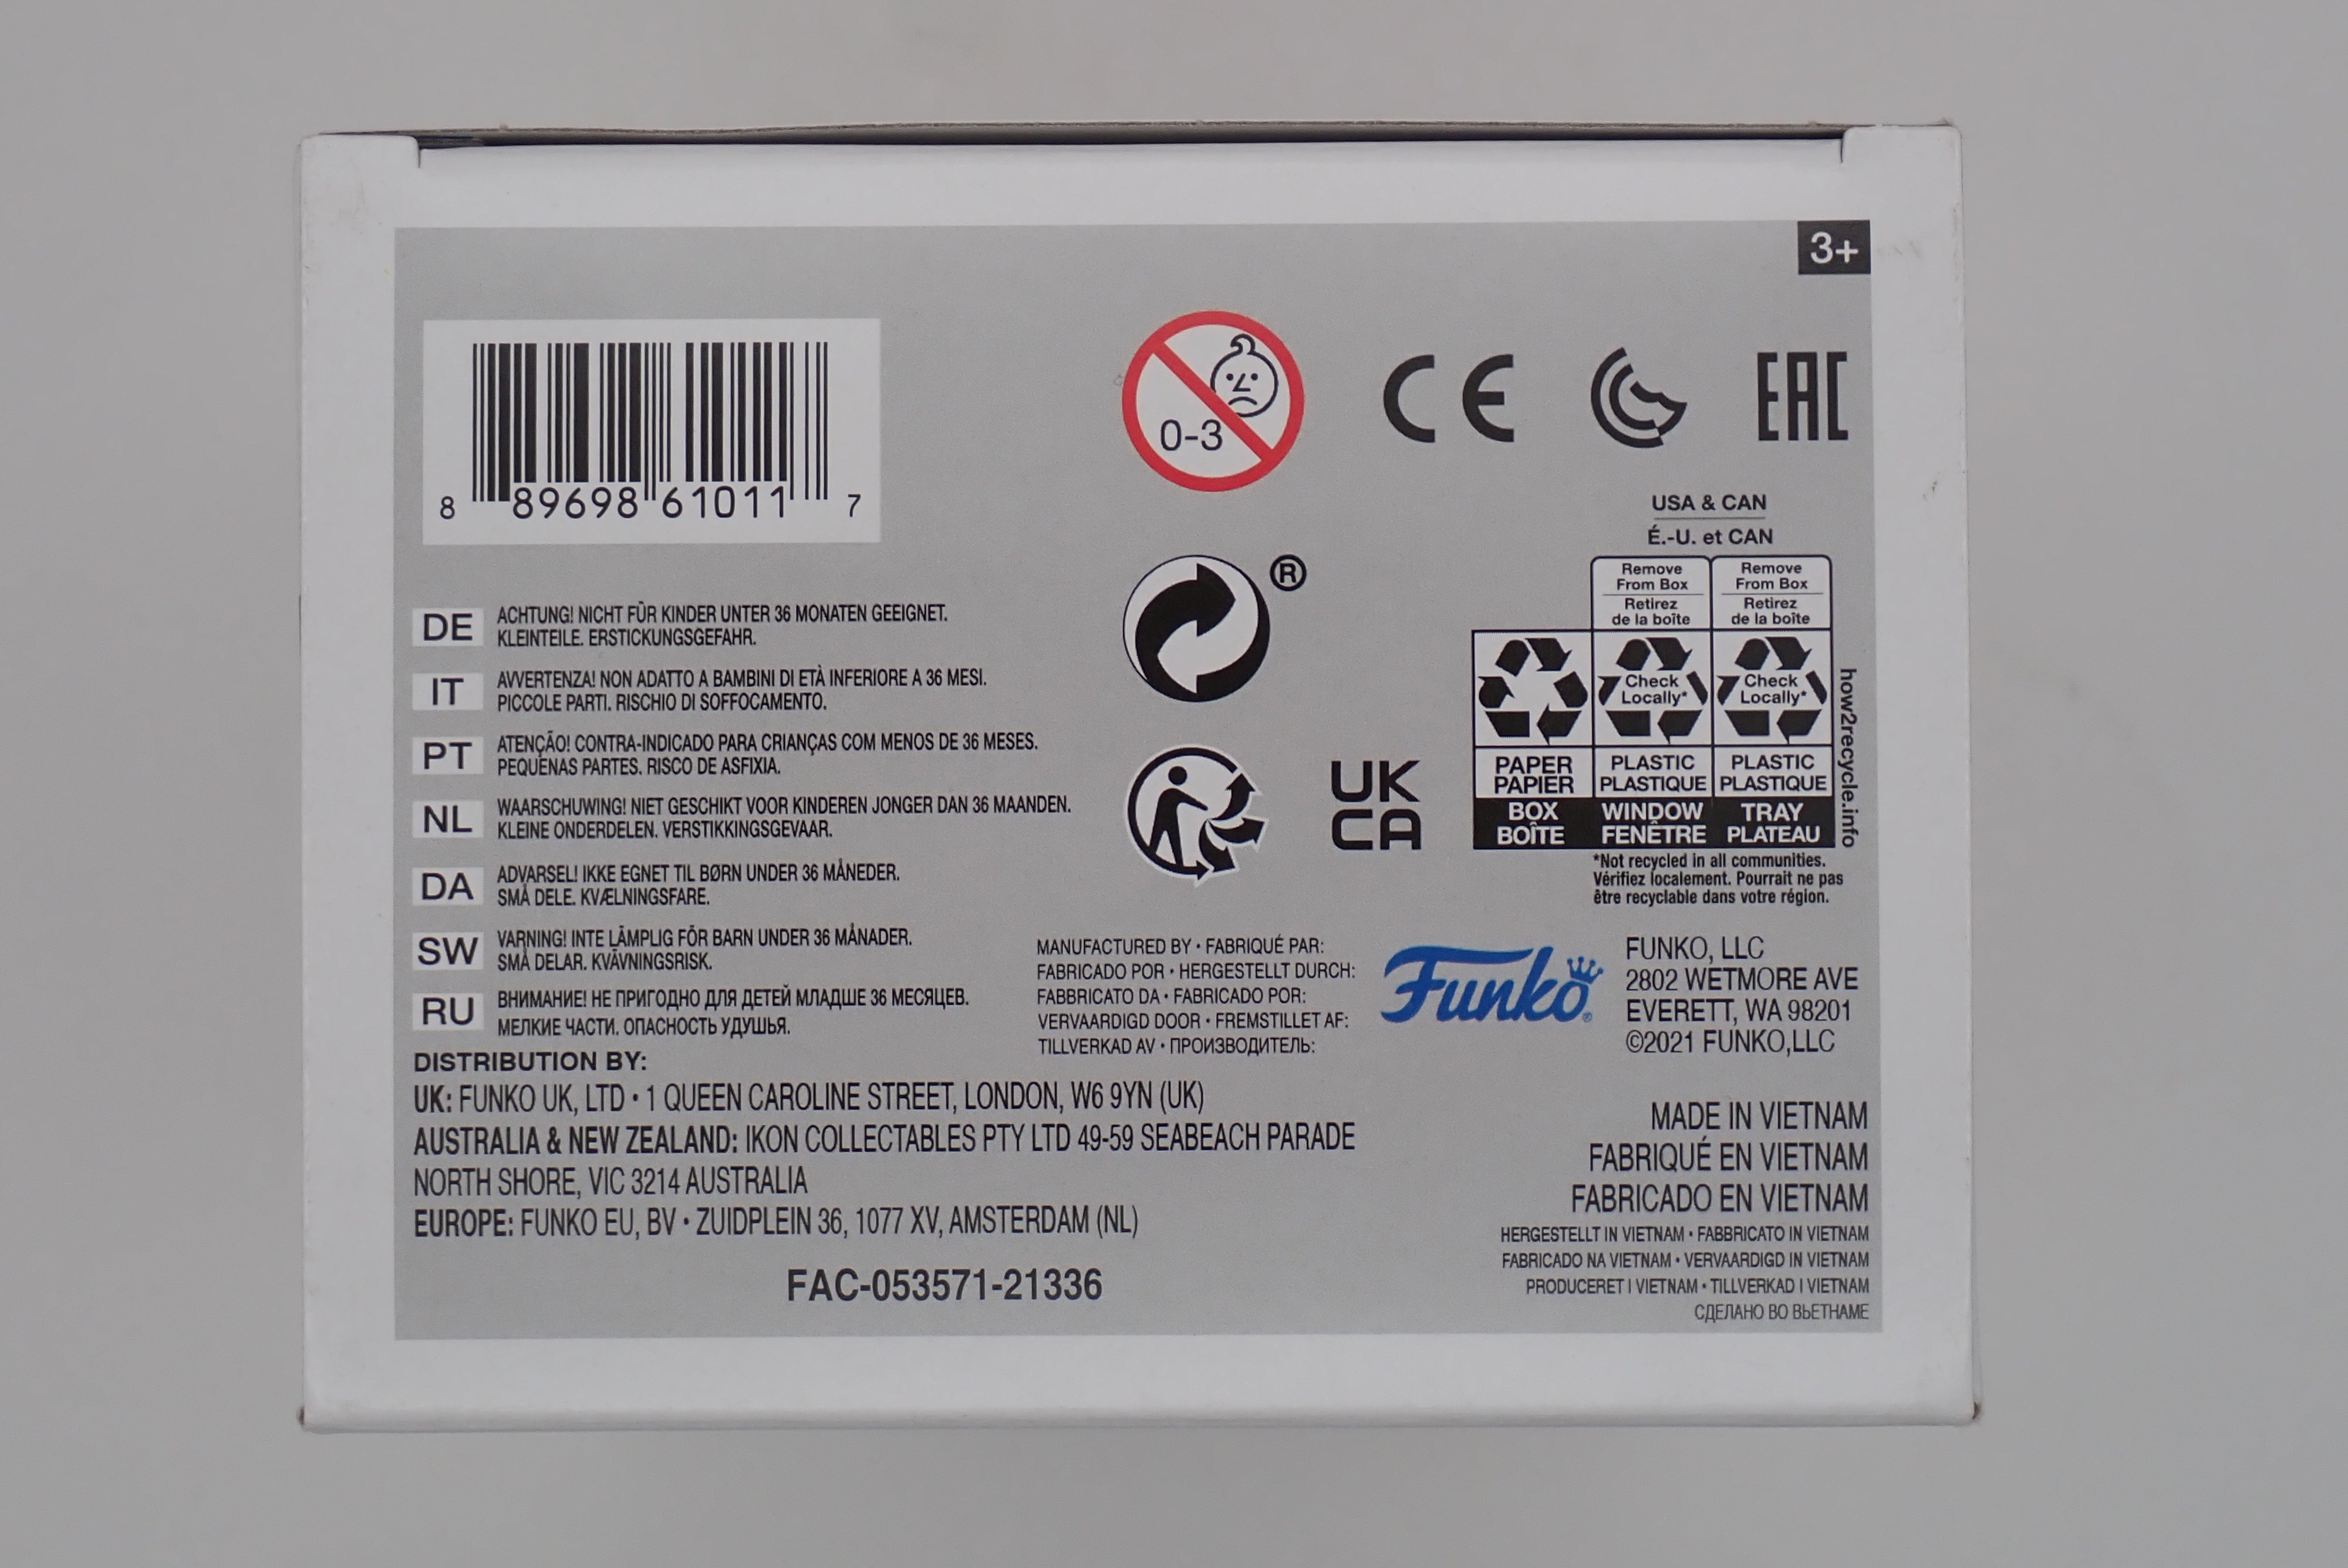 3+
8 89698 61011 7
0-3
CE
EAC
USA & CAN
É.-U. et CAN
Remove
From Box
Retirez
de la boîte
Remove
From Box
Retirez
de la boîte
Check
Locally*
Check
Locally*
PAPER
PAPIER
PLASTIC
PLASTIQUE
PLASTIC
PLASTIQUE
BOX
BOÎTE
WINDOW
FENÊTRE
TRAY
PLATEAU
how2recycle.info
*Not recycled in all communities.
Vérifiez localement. Pourrait ne pas
être recyclable dans votre région.
®
UK
CA
DE ACHTUNG! NICHT FÜR KINDER UNTER 36 MONATEN GEEIGNET.
KLEINTEILE. ERSTICKUNGSGEFAHR.
IT AVVERTENZA! NON ADATTO A BAMBINI DI ETÀ INFERIORE A 36 MESI.
PICCOLE PARTI. RISCHIO DI SOFFOCAMENTO.
PT ATENÇÃO! CONTRA-INDICADO PARA CRIANÇAS COM MENOS DE 36 MESES.
PEQUENAS PARTES. RISCO DE ASFIXIA.
NL WAARSCHUWING! NIET GESCHIKT VOOR KINDEREN JONGER DAN 36 MAANDEN.
KLEINE ONDERDELEN. VERSTIKKINGSGEVAAR.
DA ADVARSEL! IKKE EGNET TIL BØRN UNDER 36 MÅNEDER.
SMÅ DELE. KVÆLNINGSFARE.
SW VARNING! INTE LÄMPLIG FÖR BARN UNDER 36 MÅNADER.
SMÅ DELAR. KVÄVNINGSRISK.
RU ВНИМАНИЕ! НЕ ПРИГОДНО ДЛЯ ДЕТЕЙ МЛАДШЕ 36 МЕСЯЦЕВ.
МЕЛКИЕ ЧАСТИ. ОПАСНОСТЬ УДУШЬЯ.
MANUFACTURED BY • FABRIQUÉ PAR:
FABRICADO POR • HERGESTELLT DURCH:
FABBRICATO DA • FABRICADO POR:
VERVAARDIGD DOOR • FREMSTILLET AF:
TILLVERKAD AV • ПРОИЗВОДИТЕЛЬ:
Funko®
FUNKO, LLC
2802 WETMORE AVE
EVERETT, WA 98201
©2021 FUNKO,LLC
DISTRIBUTION BY:
UK: FUNKO UK, LTD • 1 QUEEN CAROLINE STREET, LONDON, W6 9YN (UK)
AUSTRALIA & NEW ZEALAND: IKON COLLECTABLES PTY LTD 49-59 SEABEACH PARADE
NORTH SHORE, VIC 3214 AUSTRALIA
EUROPE: FUNKO EU, BV • ZUIDPLEIN 36, 1077 XV, AMSTERDAM (NL)
FAC-053571-21336
MADE IN VIETNAM
FABRIQUÉ EN VIETNAM
FABRICADO EN VIETNAM
HERGESTELLT IN VIETNAM • FABBRICATO IN VIETNAM
FABRICADO NA VIETNAM • VERVAARDIGD IN VIETNAM
PRODUCERET I VIETNAM • TILLVERKAD I VIETNAM
СДЕЛАНО ВО ВЬЕТНАМЕ